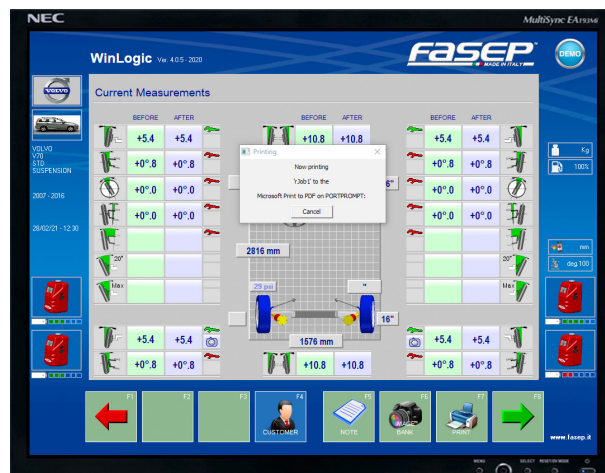 NEC
MultiSync EA193Mi
WinLogic Ver. 4.0.5 - 2020
FASEP
MADE IN ITALY
DEMO
VOLVO
Current Measurements
BEFORE AFTER
BEFORE AFTER
BEFORE AFTER
VOLVO
V70
STD
SUSPENSION
2007 - 2016
28/02/21 - 12:30
+5.4 +5.4
+10.8 +10.8
+5.4 +5.4
+0°.8 +0°.8
+0°.8 +0°.8
+0°.0 +0°.0
+0°.0 +0°.0
+0°.0 +0°.0
+0°.0 +0°.0
Printing
Now printing
'rJob1' to the
Microsoft Print to PDF on PORTPROMPT:
Cancel
6"
Kg
100%
mm
deg 100
2816 mm
20°
20°
Max
Max
29 psi
"
16"
1576 mm
+5.4 +5.4
+5.4 +5.4
+0°.8 +0°.8
+10.8 +10.8
+0°.8 +0°.8
F1
F2
F3
F4
CUSTOMER
F5
NOTE
F6
IMAGE
BANK
F7
PRINT
F8
www.fasep.it
MENU
SELECT
RESET/DV MODE